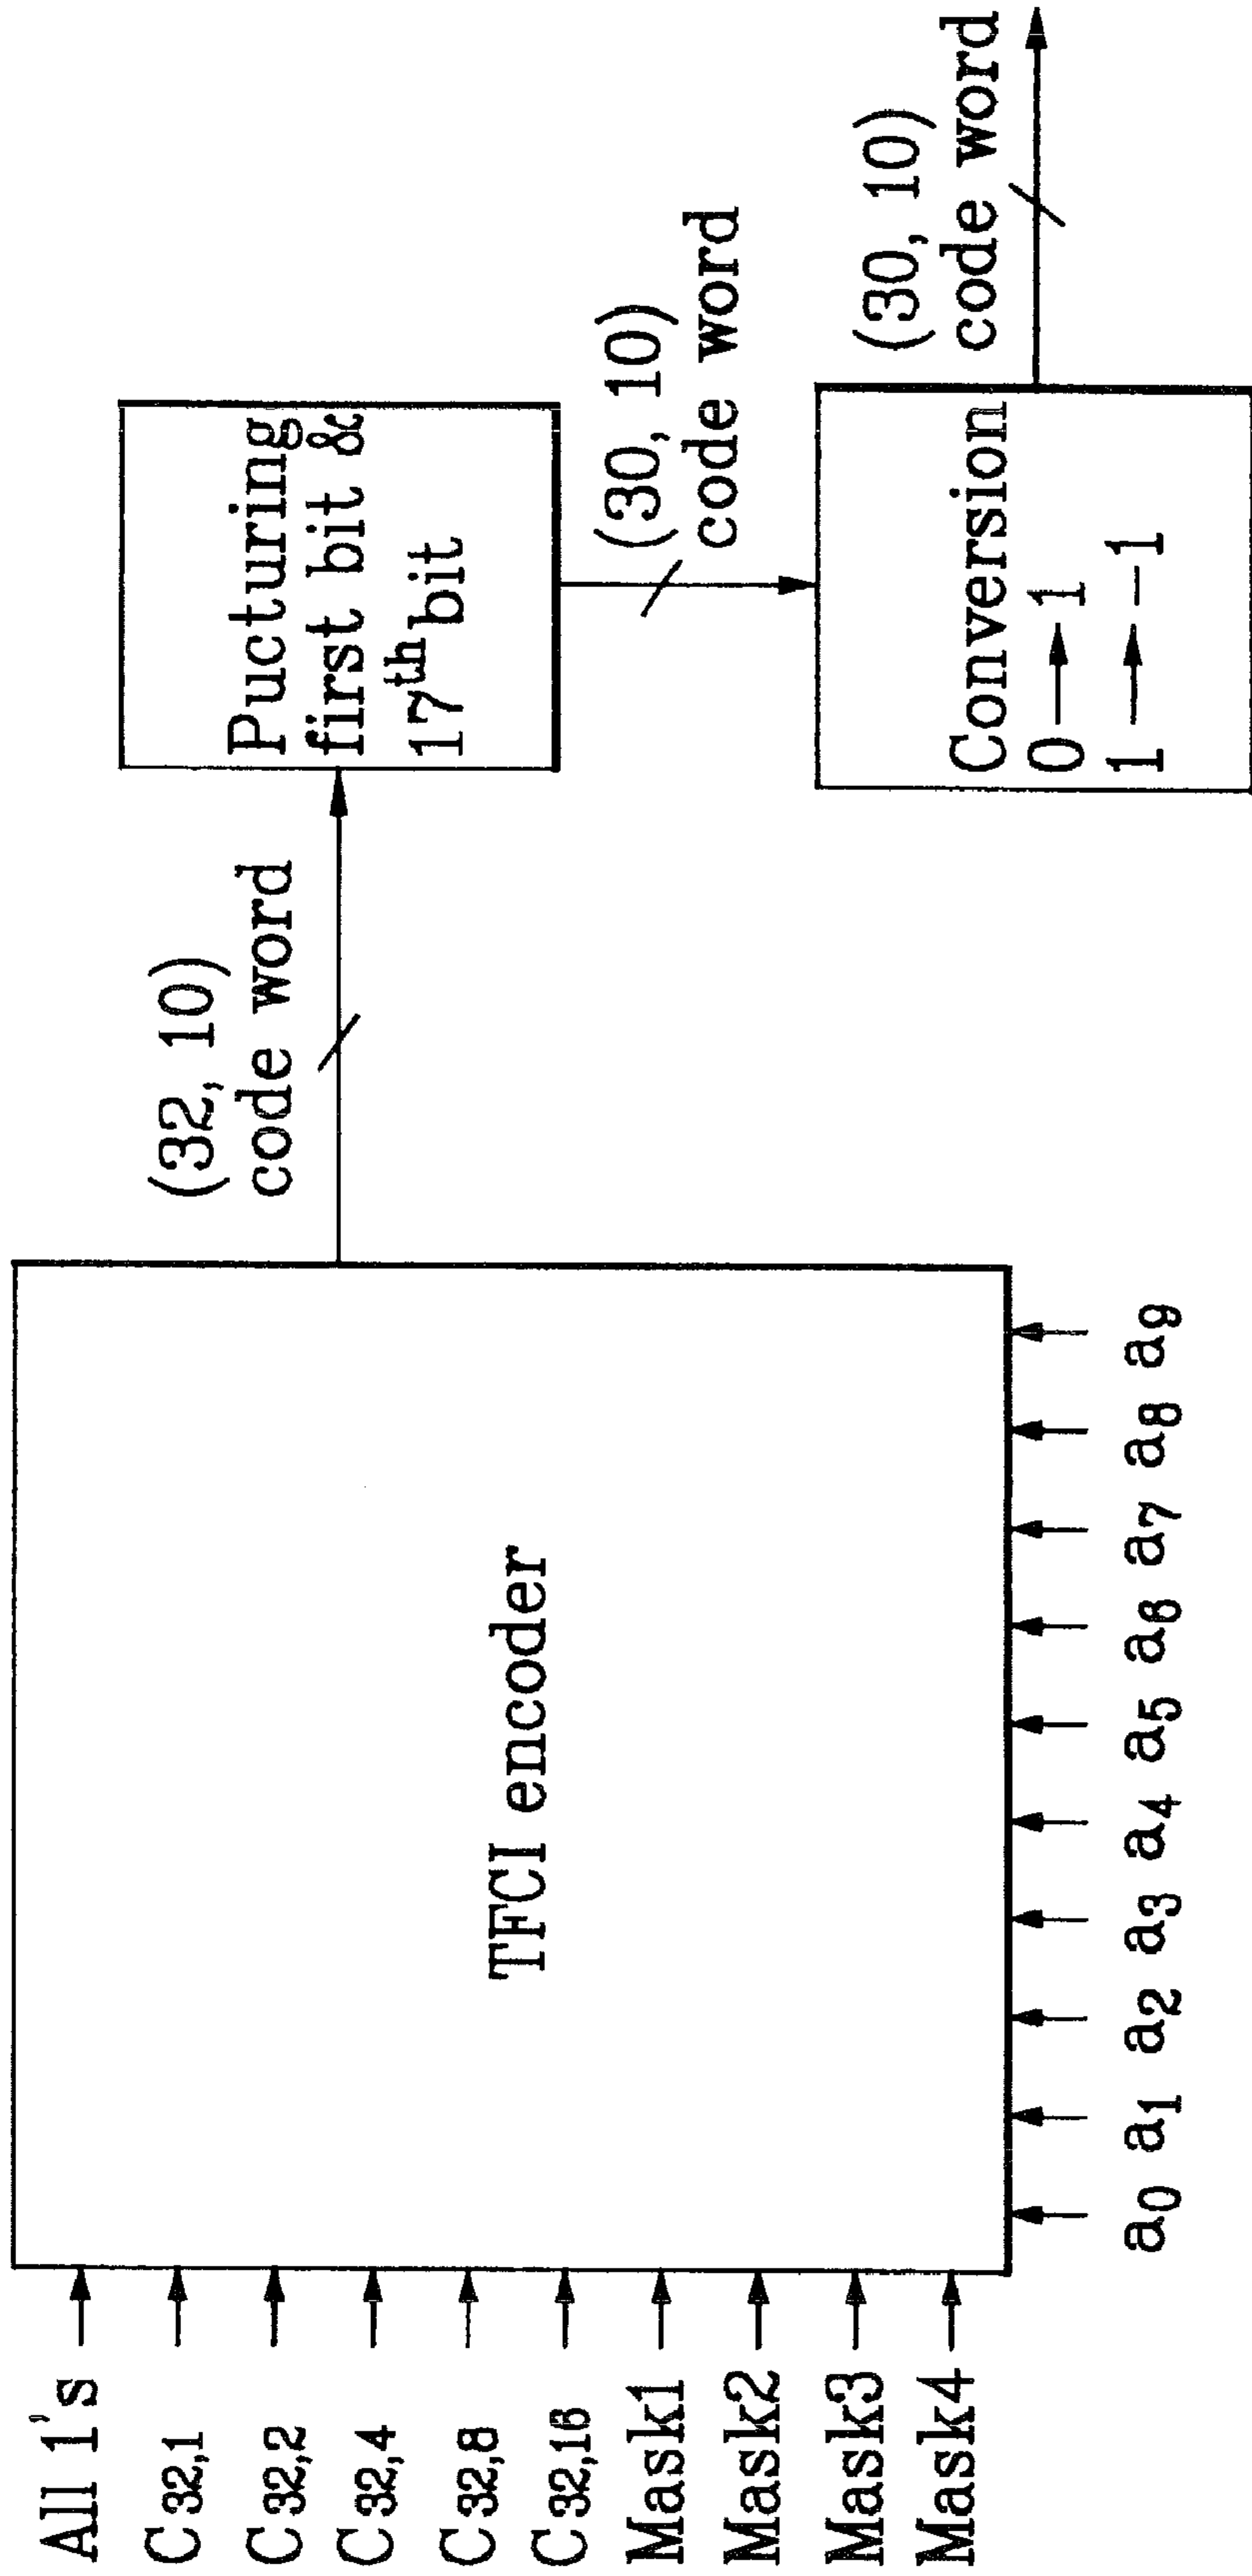 All 1's
C32,1
C32,2
C32,4
C32,8
C32,16
Mask1
Mask2
Mask3
Mask4
TFCI encoder
a0 a1 a2 a3 a4 a5 a6 a7 a8 a9
(32, 10)
code word
Pucturing
first bit &
17th bit
(30, 10)
code word
Conversion
0 → 1
1 → -1
(30, 10)
code word